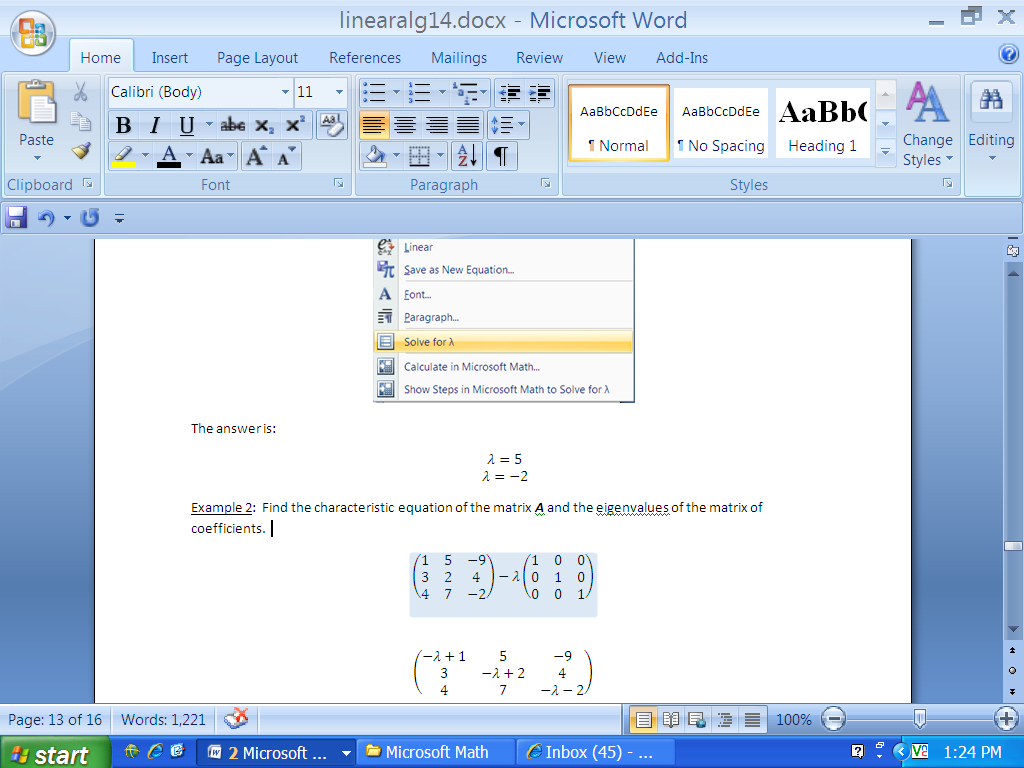 linearalg14.docx - Microsoft Word
Home Insert Page Layout References Mailings Review View Add-Ins
Calibri (Body) 11
AaBbCcDdEe AaBbCcDdEe AaBb(
Paste
¶ Normal ¶ No Spacing Heading 1
Change Styles
Editing
Clipboard Font Paragraph Styles
Linear
Save as New Equation...
Font...
Paragraph...
Solve for λ
Calculate in Microsoft Math...
Show Steps in Microsoft Math to Solve for λ
The answer is:
λ = 5
λ = −2
Example 2: Find the characteristic equation of the matrix A and the eigenvalues of the matrix of
coefficients.
(1 5 −9) (1 0 0)
(3 2 4) − λ (0 1 0)
(4 7 −2) (0 0 1)
(−λ + 1 5 −9)
(3 −λ + 2 4)
(4 7 −λ − 2)
Page: 13 of 16 Words: 1,221 100%
start 2 Microsoft ... Microsoft Math Inbox (45) - ... 1:24 PM